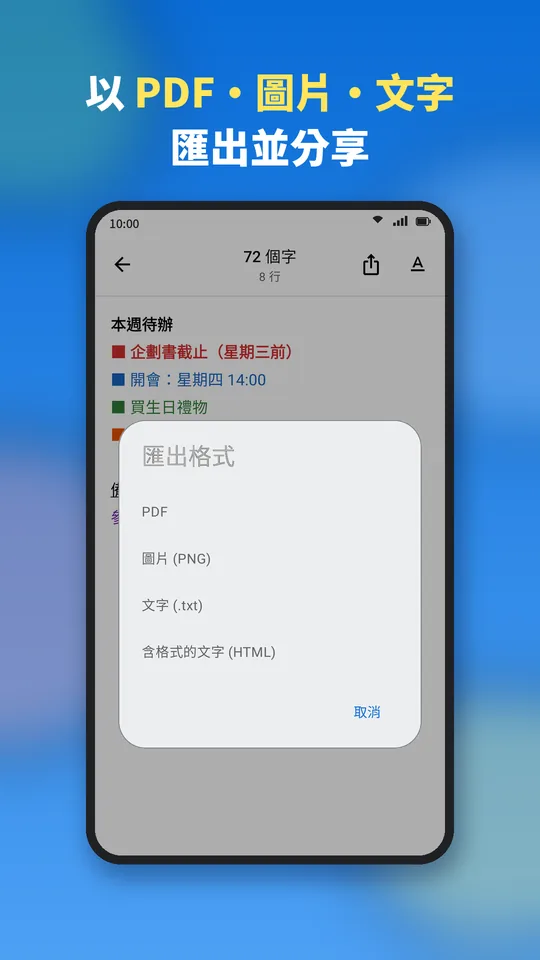 以 PDF・圖片・文字
匯出並分享
10:00
72 個字
8 行
A
本週待辦
企劃書截止（星期三前）
開會：星期四 14:00
買生日禮物
匯出格式
PDF
圖片 (PNG)
文字 (.txt)
含格式的文字 (HTML)
取消